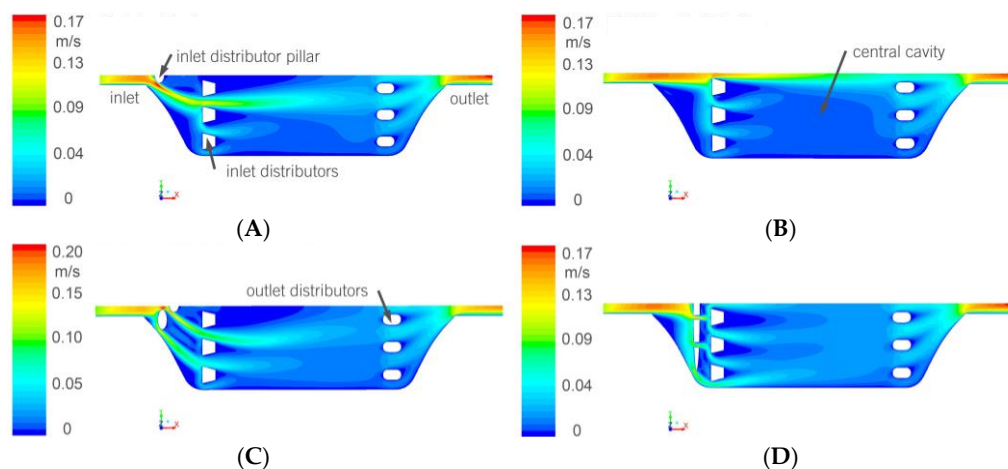 0.17
m/s
0.13
0.09
0.04
0
inlet distributor pillar
inlet
outlet
inlet distributors
(A)
0.17
m/s
0.13
0.09
0.04
0
central cavity
(B)
0.20
m/s
0.15
0.10
0.05
0
outlet distributors
(C)
0.17
m/s
0.13
0.09
0.04
0
(D)